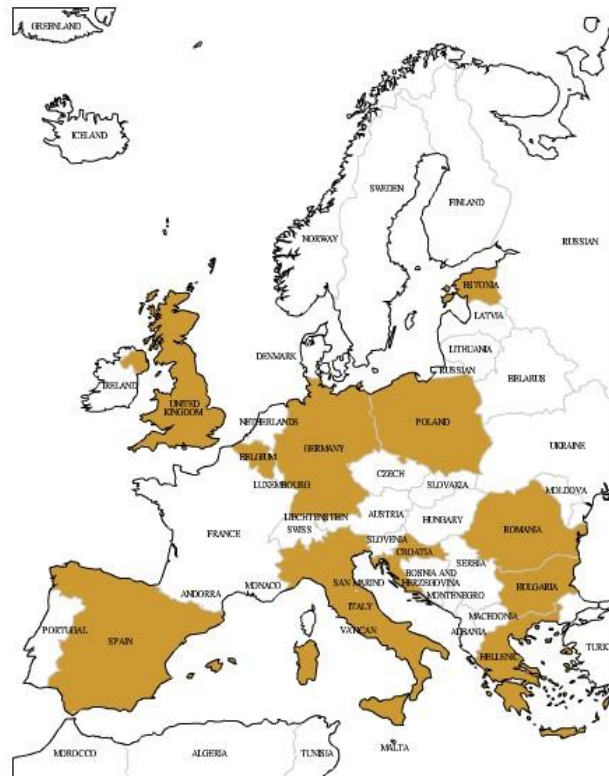 GREENLAND
ICELAND
SWEDEN
FINLAND
NORWAY
RUSSIAN
ESTONIA
LATVIA
DENMARK
LITHUANIA
RUSSIAN
BELARUS
IRELAND
UNITED
KINGDOM
NETHERLANDS
POLAND
GERMANY
BELGIUM
UKRAINE
CZECH
LUXEMBOURG
SLOVAKIA
MOLDOVA
LIECHTENSTEIN
AUSTRIA
HUNGARY
FRANCE
SWISS
ROMANIA
SLOVENIA
CROATIA
SERBIA
BOSNIA AND
HERZEGOVINA
MONACO
SAN MARINO
BULGARIA
ANDORRA
MONTENEGRO
ITALY
MACEDONIA
PORTUGAL
VATICAN
ALBANIA
SPAIN
TURK
HELLENIC
MALTA
MOROCCO
ALGERIA
TUNISIA